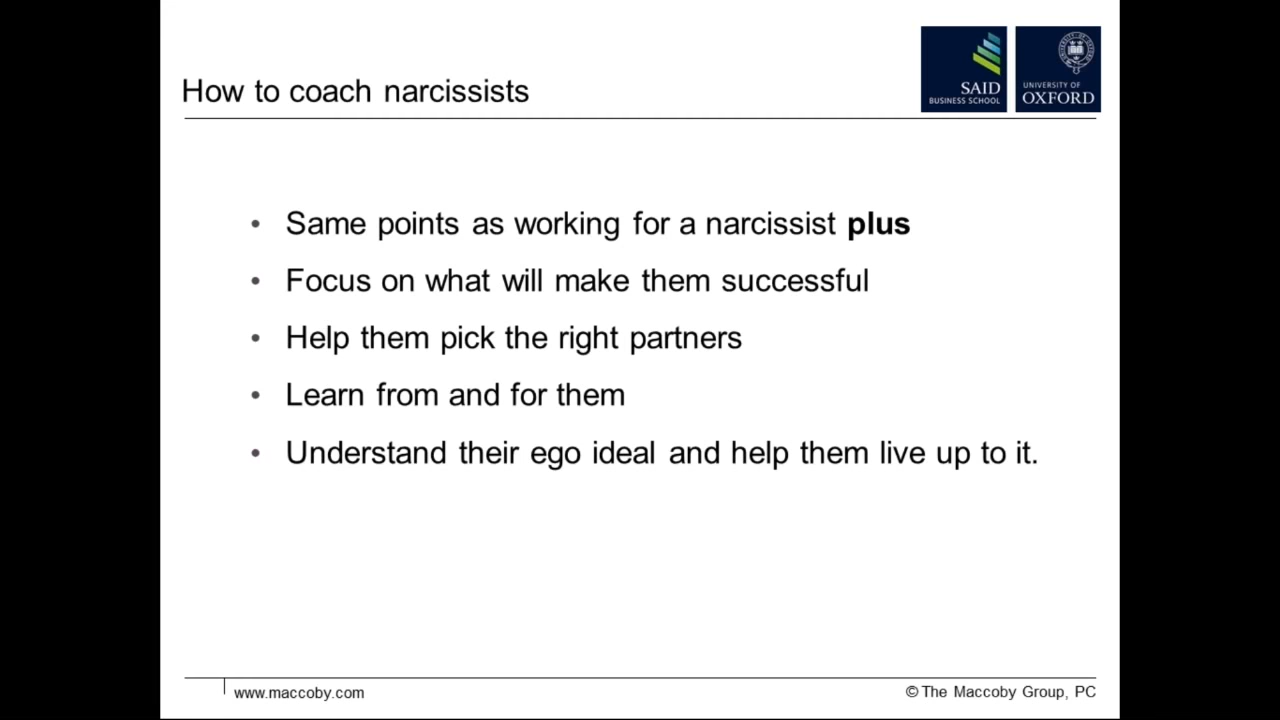 How to coach narcissists
SAID
BUSINESS SCHOOL
UNIVERSITY OF
OXFORD
• Same points as working for a narcissist plus
• Focus on what will make them successful
• Help them pick the right partners
• Learn from and for them
• Understand their ego ideal and help them live up to it.
www.maccoby.com
© The Maccoby Group, PC